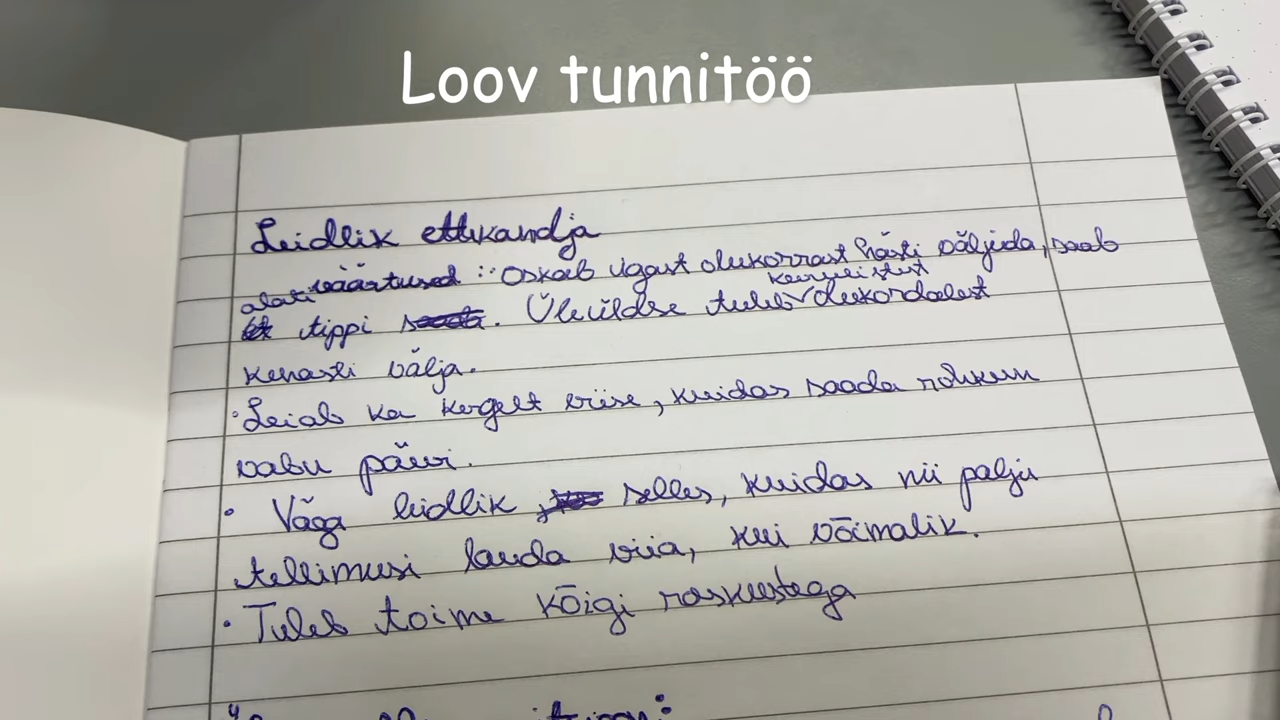 Loov tunnitöö
Leidlik ettekandja
väärtused : · Oskab igast olukorrast hästi väljuda, saab
alati tippi. Üleüldse tuleb keerulistest olukordadest
kenasti välja.
· Leiab ka kergelt viise, kuidas saada rohkem
vabu päevi.
· Väga leidlik selles, kuidas nii palju
tellimusi lauda viia, kui võimalik.
· Tuleb toime kõigi raskustega